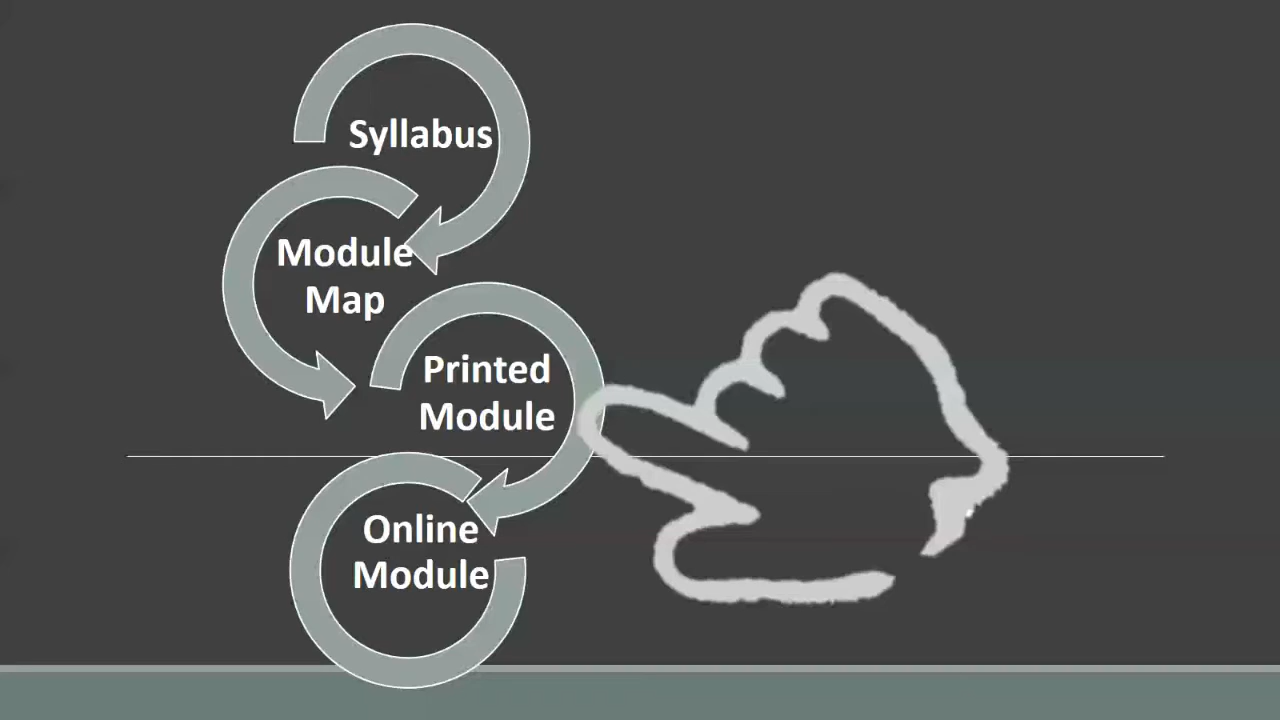 Syllabus
Module
Map
Printed
Module
Online
Module